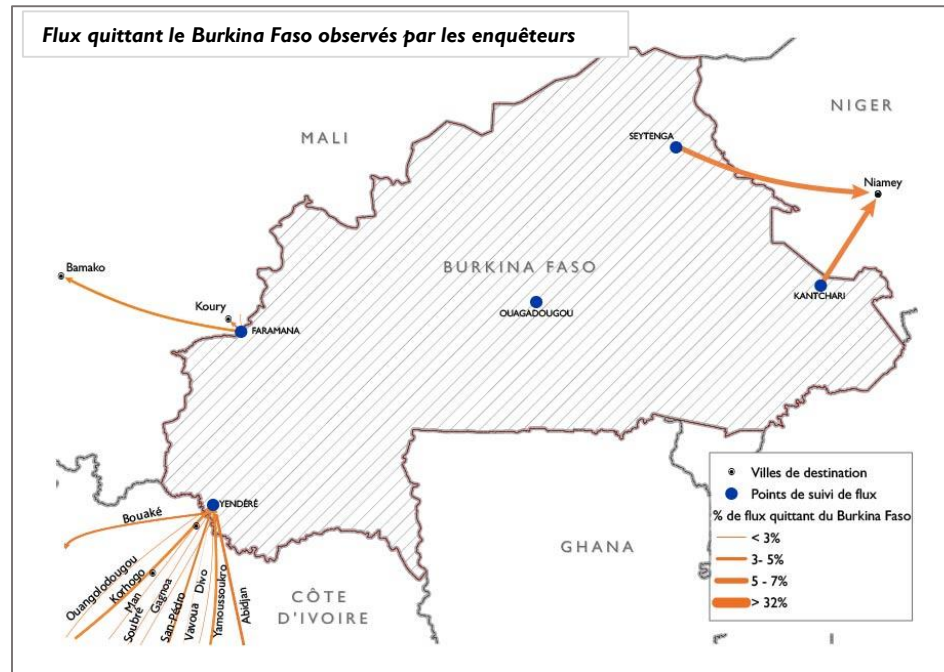 Flux quittant le Burkina Faso observés par les enquêteurs
NIGER
MALI
SEYTENGA
Niamey
Bamako
BURKINA FASO
KANTCHARI
OUAGADOUGOU
Koury
FARAMANA
YENDÉRÉ
Bouaké
Ouangolodougou
Korhogo
Man
Soubré
Gagnoa
San-Pédro
Vavoua
Divo
Yamoussoukro
Abidjan
CÔTE
D'IVOIRE
GHANA
Villes de destination
Points de suivi de flux
% de flux quittant du Burkina Faso
< 3%
3- 5%
5 - 7%
> 32%